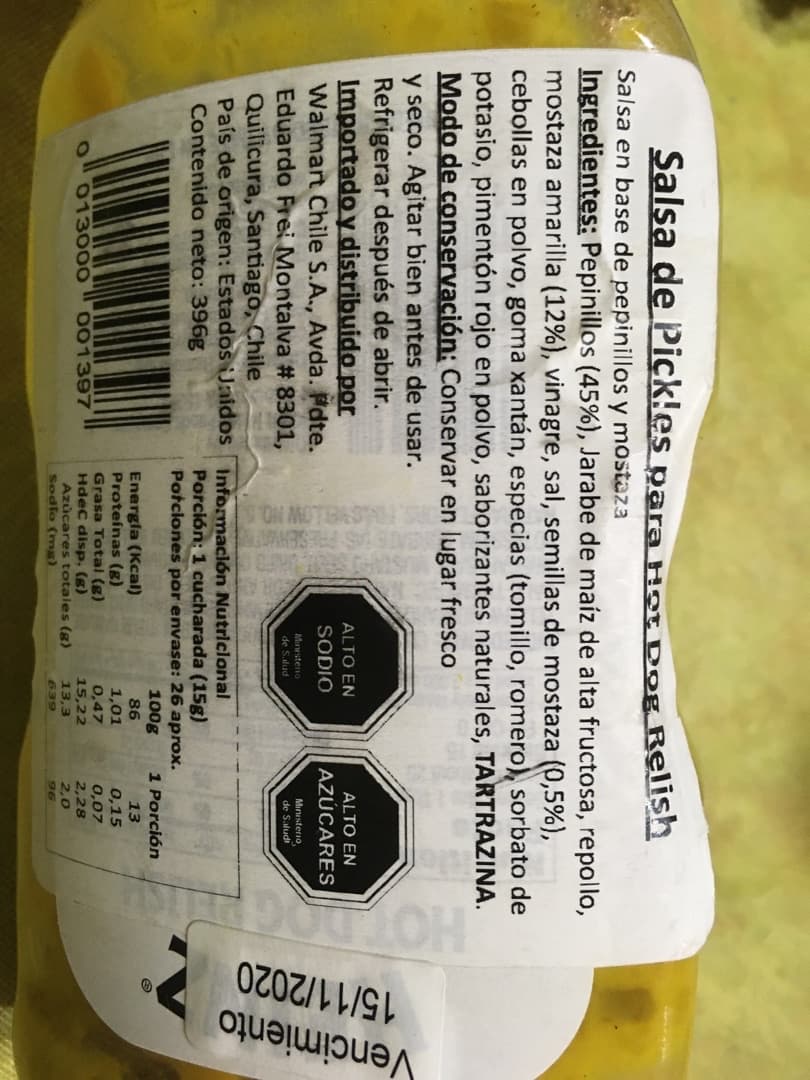 Salsa de Pickles para Hot Dog Relish
Salsa en base de pepinillos y mostaza
Ingredientes: Pepinillos (45%), Jarabe de maíz de alta fructosa, repollo,
mostaza amarilla (12%), vinagre, sal, semillas de mostaza (0,5%),
cebollas en polvo, goma xantán, especias (tomillo, romero), sorbato de
potasio, pimentón rojo en polvo, saborizantes naturales, TARTRAZINA.
Modo de conservación: Conservar en lugar fresco
y seco. Agitar bien antes de usar.
Refrigerar después de abrir.
Importado y distribuido por
Walmart Chile S.A., Avda. Pdte.
Eduardo Frei Montalva # 8301,
Quilicura, Santiago, Chile
País de origen: Estados Unidos
Contenido neto: 396g
0 013000 001397
ALTO EN
SODIO
Ministerio
de Salud
ALTO EN
AZÚCARES
Ministerio
de Salud
Información Nutricional
Porción: 1 cucharada (15g)
Porciones por envase: 26 aprox.
100g 1 Porción
Energía (Kcal) 86 13
Proteínas (g) 1,01 0,15
Grasa Total (g) 0,47 0,07
HdeC disp. (g) 15,22 2,28
Azúcares totales (g) 13,3 2,0
Sodio (mg) 639 96
Vencimiento
15/11/2020
HOT DOG RELISH